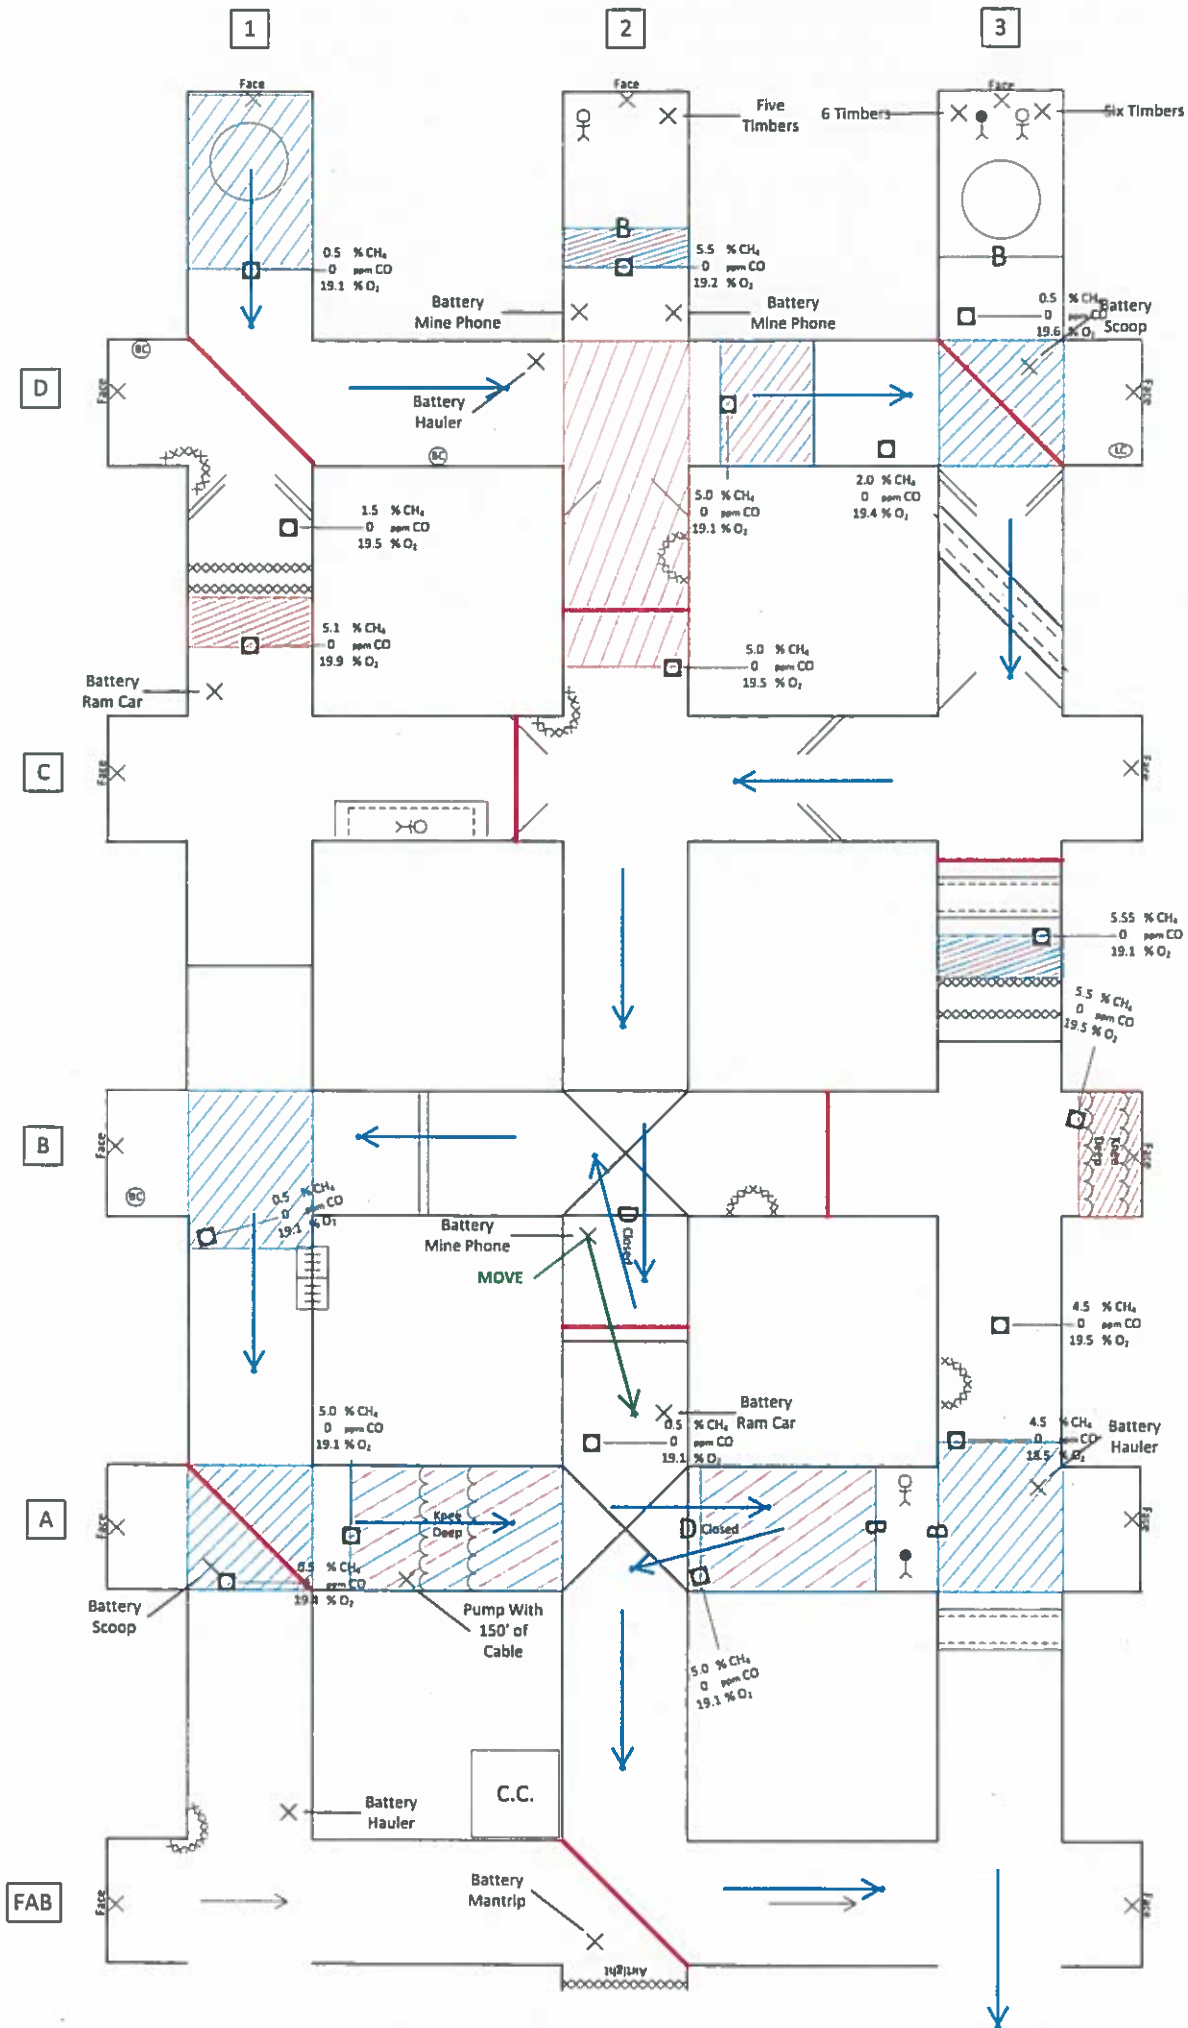 1
2
3
Face
Face
Face
Five
Timbers
6 Timbers
Six Timbers
B
B
0.5 % CH₄
0 ppm CO
19.1 % O₂
5.5 % CH₄
0 ppm CO
19.2 % O₂
Battery
Mine Phone
Battery
Mine Phone
0.5 % CH₄
0 ppm CO
19.6 % O₂
Battery
Scoop
D
BC
Face
Battery
Hauler
BC
Face
1.5 % CH₄
0 ppm CO
19.5 % O₂
5.0 % CH₄
0 ppm CO
19.1 % O₂
2.0 % CH₄
0 ppm CO
19.4 % O₂
5.1 % CH₄
0 ppm CO
19.9 % O₂
5.0 % CH₄
0 ppm CO
19.5 % O₂
Battery
Ram Car
C
Face
Face
5.55 % CH₄
0 ppm CO
19.1 % O₂
5.5 % CH₄
0 ppm CO
19.5 % O₂
B
Face
BC
Knee
Deep
Face
0.5 % CH₄
0 ppm CO
19.1 % O₂
Battery
Mine Phone
D
Closed
MOVE
4.5 % CH₄
0 ppm CO
19.5 % O₂
5.0 % CH₄
0 ppm CO
19.1 % O₂
Battery
Ram Car
0.5 % CH₄
0 ppm CO
19.1 % O₂
4.5 % CH₄
0 ppm CO
% O₂
Battery
Hauler
A
Face
Knee
Deep
D
Closed
B
B
Face
0.5 % CH₄
ppm CO
19.4 % O₂
Battery
Scoop
Pump With
150' of
Cable
5.0 % CH₄
0 ppm CO
19.1 % O₂
C.C.
Battery
Hauler
FAB
Face
Battery
Mantrip
Face
Airtight